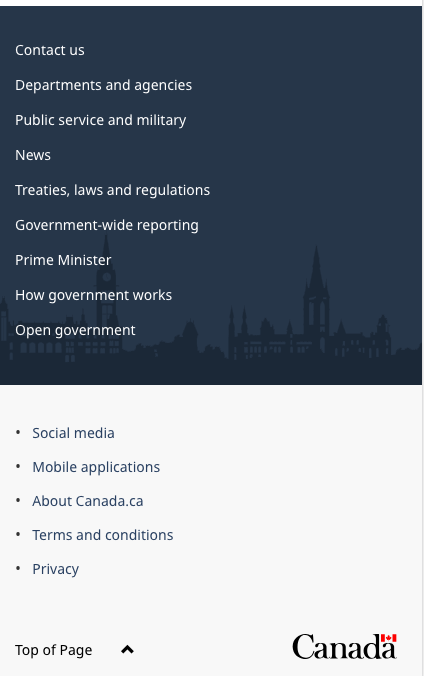 Contact us
Departments and agencies
Public service and military
News
Treaties, laws and regulations
Government-wide reporting
Prime Minister
How government works
Open government
• Social media
• Mobile applications
• About Canada.ca
• Terms and conditions
• Privacy
Top of Page
Canada